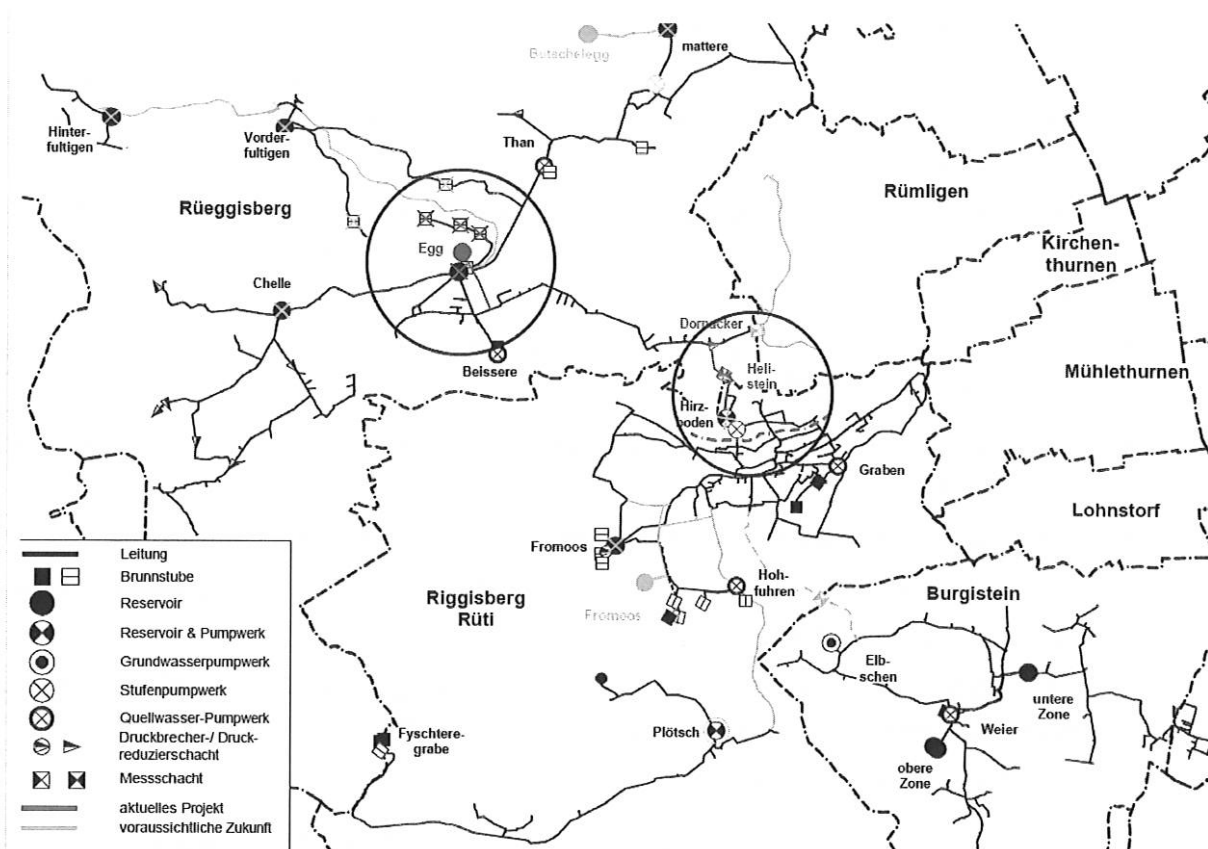 Butschelegg
mattere
Hinter-
fultigen
Vorder-
fultigen
Than
Rüeggisberg
Rümligen
Egg
Kirchen-
thurnen
Chelle
Dornacker
Beissere
Heli-
stein
Mühlethurnen
Hirz-
boden
Graben
Lohnstorf
Fromoos
Hoh-
fuhren
Burgistein
Riggisberg
Rüti
Fromoos
Elb-
schen
untere
Zone
Weier
Plötsch
obere
Zone
Fyschtere-
grabe
Leitung
Brunnstube
Reservoir
Reservoir & Pumpwerk
Grundwasserpumpwerk
Stufenpumpwerk
Quellwasser-Pumpwerk
Druckbrecher-/ Druck-
reduzierschacht
Messschacht
aktuelles Projekt
voraussichtliche Zukunft